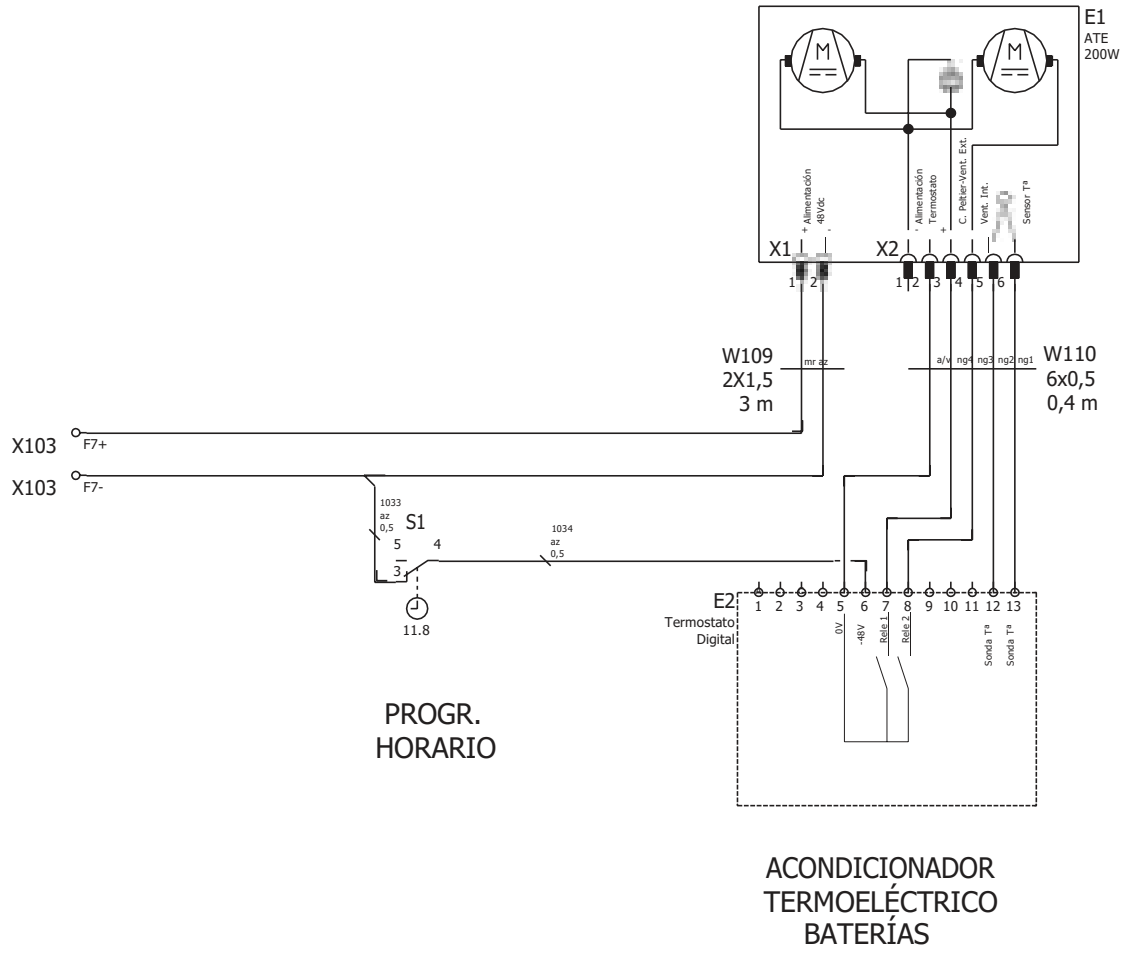 E1
ATE
200W
M
M
+ Alimentación
48Vdc
-
- Alimentación
Termostato
+
C. Peltier-Vent. Ext.
Vent. Int.
Sensor Tª
X1
X2
1
2
1
2
3
4
5
6
W109
2X1,5
3 m
mr
az
a/v
ng4
ng3
ng2
ng1
W110
6x0,5
0,4 m
X103
F7+
X103
F7-
1033
az
0,5
S1
5
4
3
11.8
1034
az
0,5
E2
Termostato
Digital
1
2
3
4
5
6
7
8
9
10
11
12
13
0V
-48V
Rele 1
Rele 2
Sonda Tª
Sonda Tª
PROGR.
HORARIO
ACONDICIONADOR
TERMOELÉCTRICO
BATERÍAS